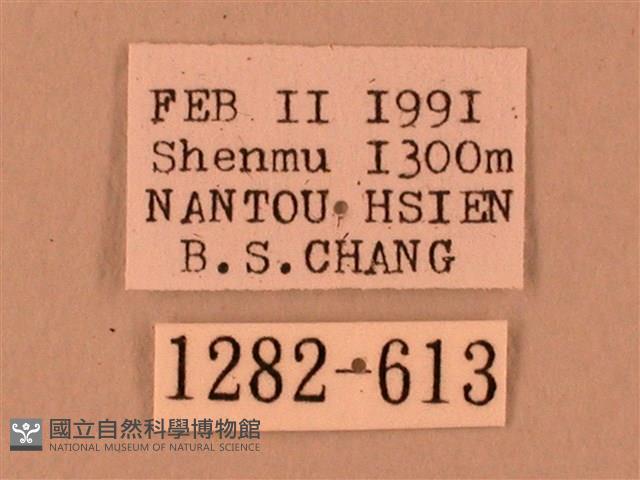 FEB II I99I
Shenmu I300m
NANTOU, HSIEN
B.S.CHANG
1282-613
國立自然科學博物館
NATIONAL MUSEUM OF NATURAL SCIENCE